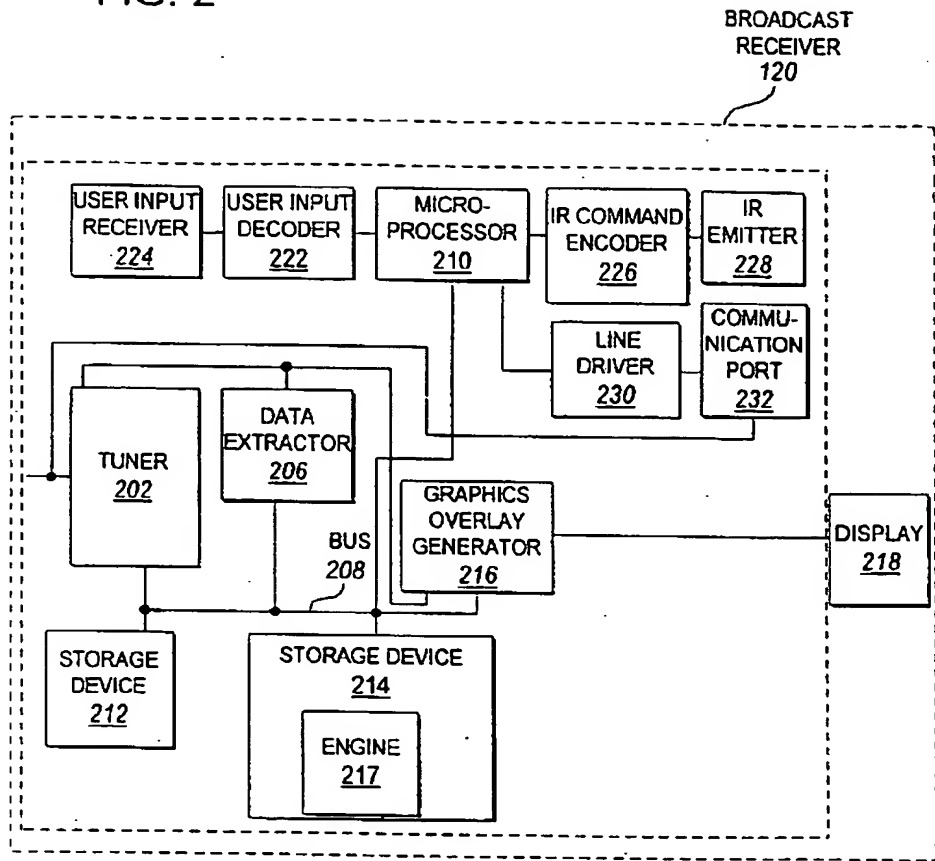 FIG. 2
BROADCAST
RECEIVER
120
USER INPUT
RECEIVER
224
USER INPUT
DECODER
222
MICRO-
PROCESSOR
210
IR COMMAND
ENCODER
226
IR
EMITTER
228
LINE
DRIVER
230
COMMU-
NICATION
PORT
232
TUNER
202
DATA
EXTRACTOR
206
GRAPHICS
OVERLAY
GENERATOR
216
DISPLAY
218
BUS
208
STORAGE
DEVICE
212
STORAGE DEVICE
214
ENGINE
217